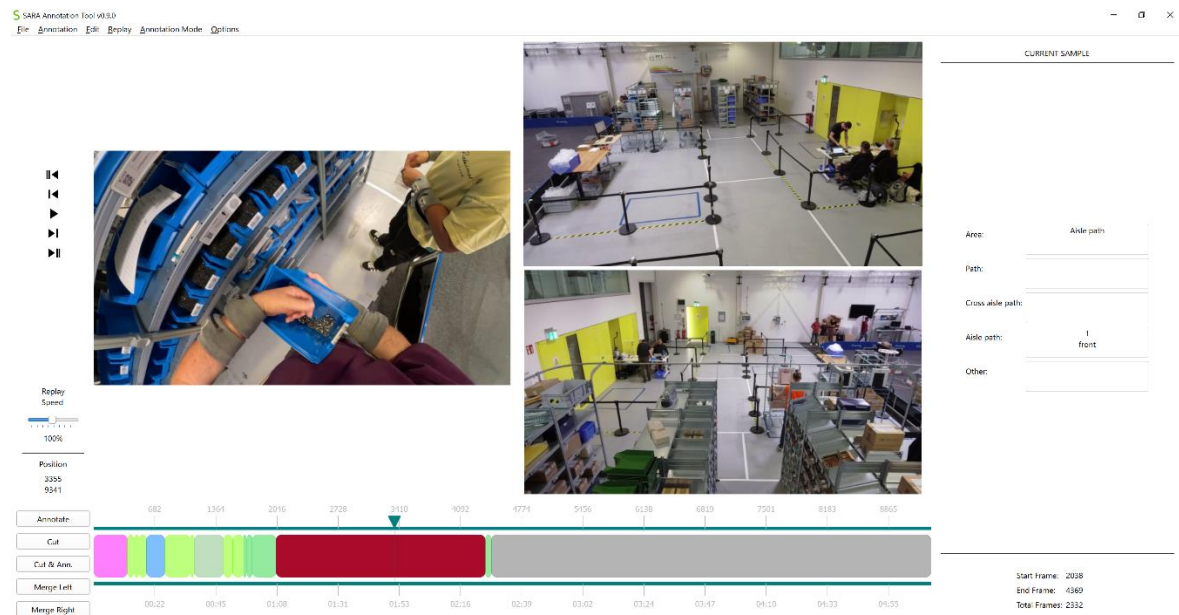 SARA Annotation Tool v0.9.0
File Annotation Edit Replay Annotation Mode Options
CURRENT SAMPLE
Area: Aisle path
Path:
Cross aisle path:
Aisle path: 1
front
Other:
Replay
Speed
100%
Position
3355
9341
Annotate
Cut
Cut & Ann.
Merge Left
Merge Right
682 1364 2046 2728 3410 4092 4774 5456 6138 6819 7501 8183 8865
00:22 00:45 01:08 01:31 01:53 02:16 02:39 03:02 03:24 03:47 04:10 04:33 04:55
Start Frame: 2038
End Frame: 4369
Total Frames: 2332